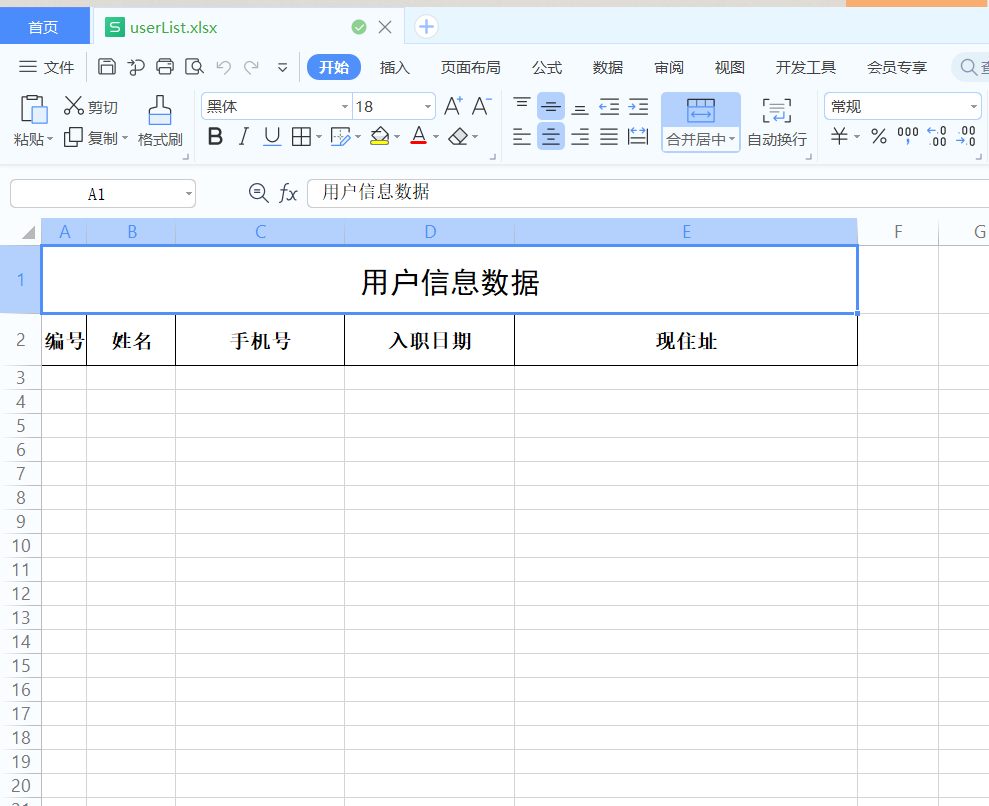 首页 S userList.xlsx
文件 开始 插入 页面布局 公式 数据 审阅 视图 开发工具 会员专享
剪切 黑体 18 A+ A- 常规
粘贴 复制 格式刷 B I U A 合并居中 自动换行 ¥ % 000 , .0 .00 .00 .0
A1 fx 用户信息数据
A B C D E F G
1 用户信息数据
2 编号 姓名 手机号 入职日期 现住址
3
4
5
6
7
8
9
10
11
12
13
14
15
16
17
18
19
20